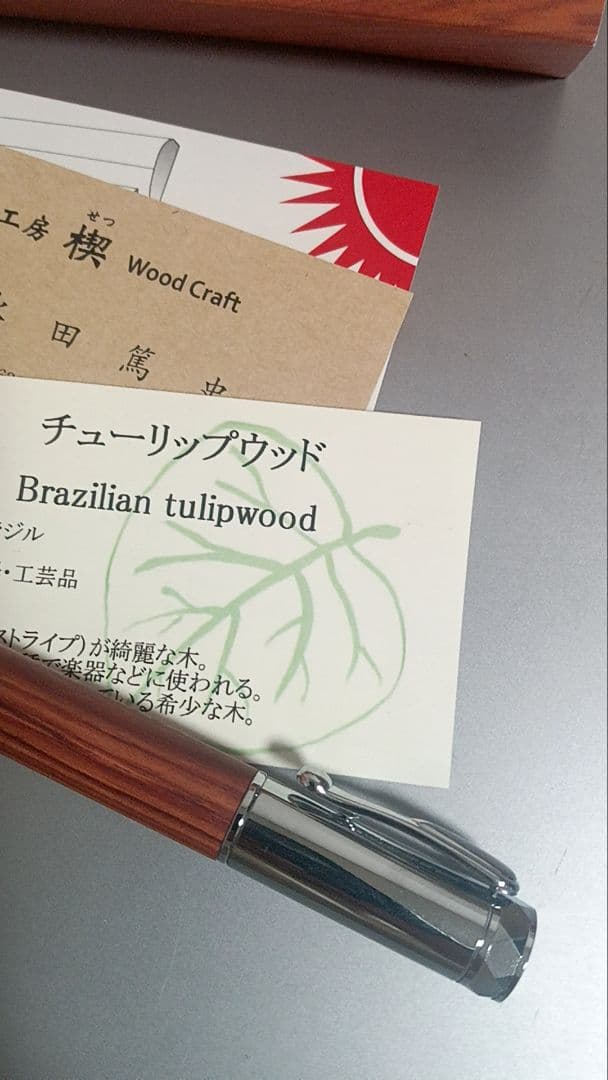 工房 楔 せつ Wood Craft
田 篤 史
チューリップウッド
Brazilian tulipwood
ラジル
・工芸品
ストライプ)が綺麗な木。
で楽器などに使われる。
ている希少な木。